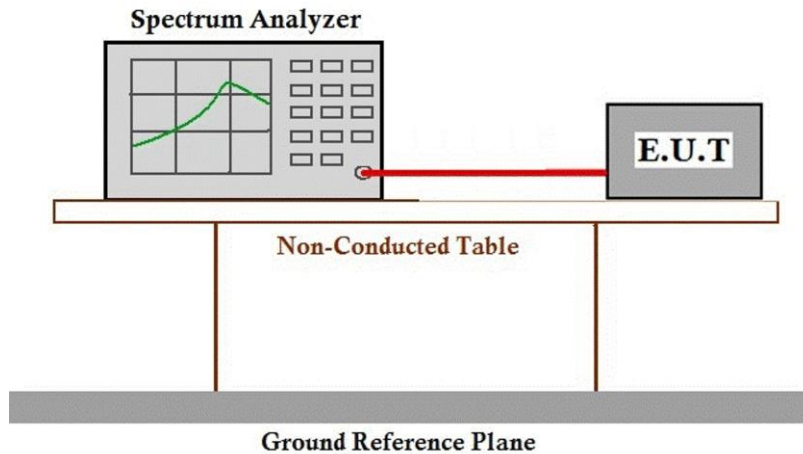 Spectrum Analyzer
E.U.T
Non-Conducted Table
Ground Reference Plane